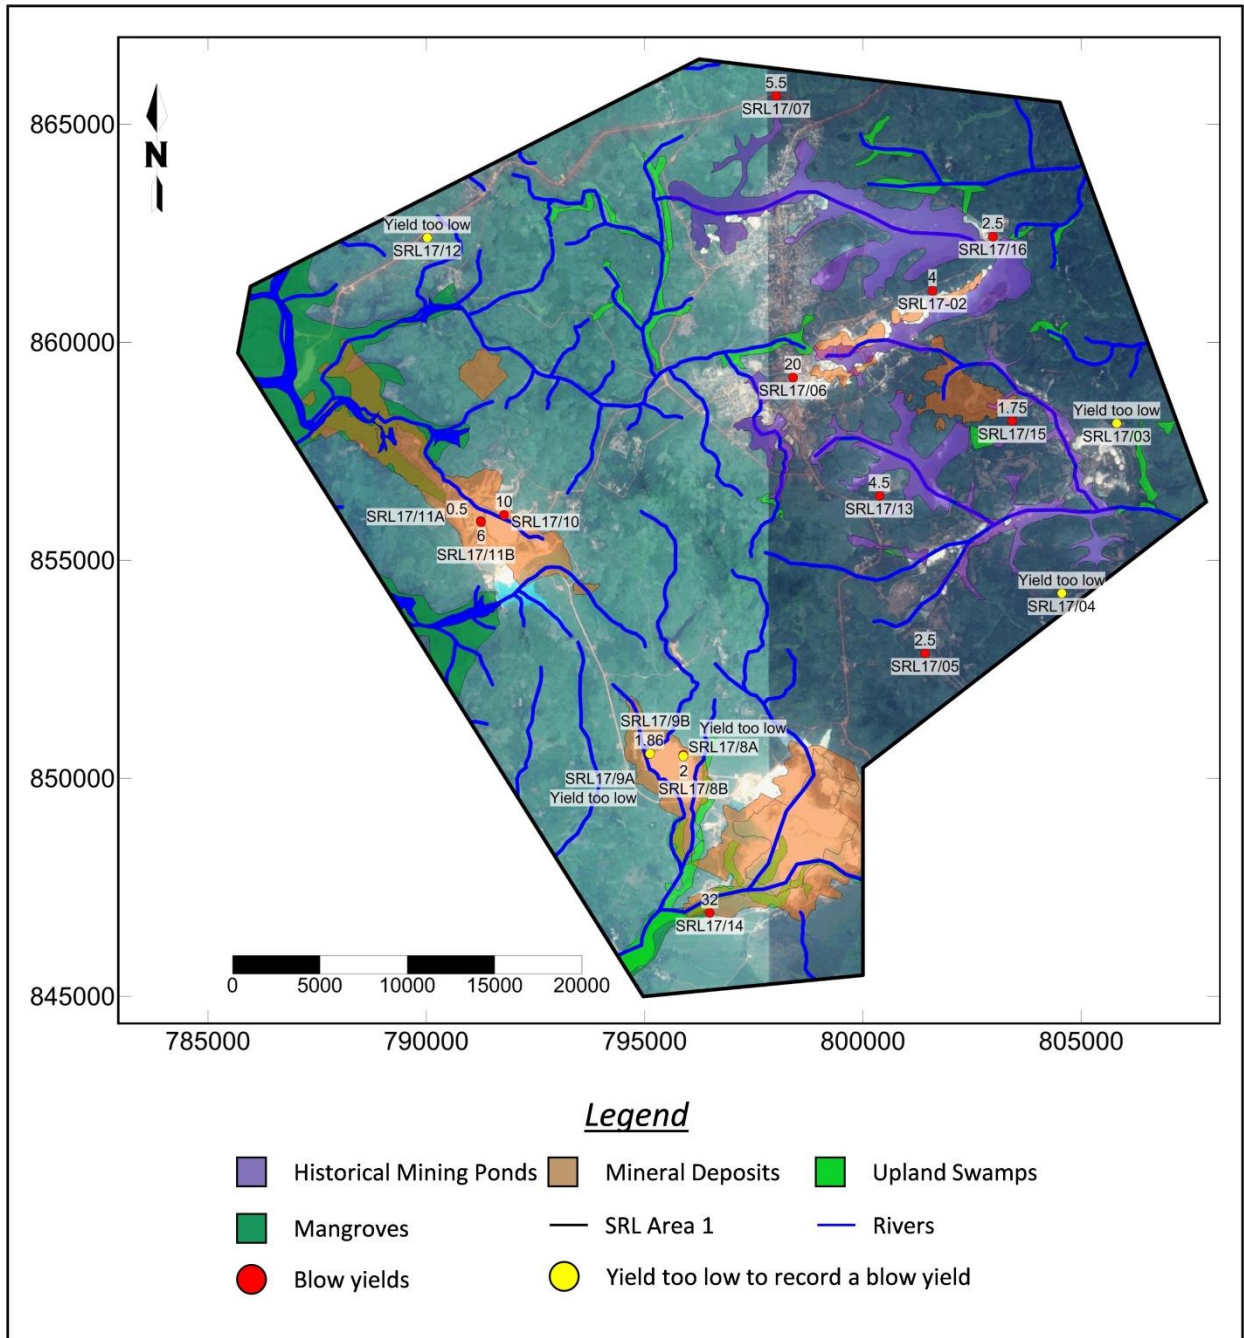 865000
860000
855000
850000
845000
N
5.5
SRL17/07
Yield too low
SRL17/12
2.5
SRL17/16
4
SRL17-02
20
SRL17/06
1.75
SRL17/15
Yield too low
SRL17/03
4.5
SRL17/13
SRL17/11A
0.5
10
SRL17/10
6
SRL17/11B
Yield too low
SRL17/04
2.5
SRL17/05
SRL17/9B
1.86
Yield too low
SRL17/8A
SRL17/9A
Yield too low
2
SRL17/8B
32
SRL17/14
0 5000 10000 15000 20000
785000 790000 795000 800000 805000
Legend
Historical Mining Ponds Mineral Deposits Upland Swamps
Mangroves SRL Area 1 Rivers
Blow yields Yield too low to record a blow yield